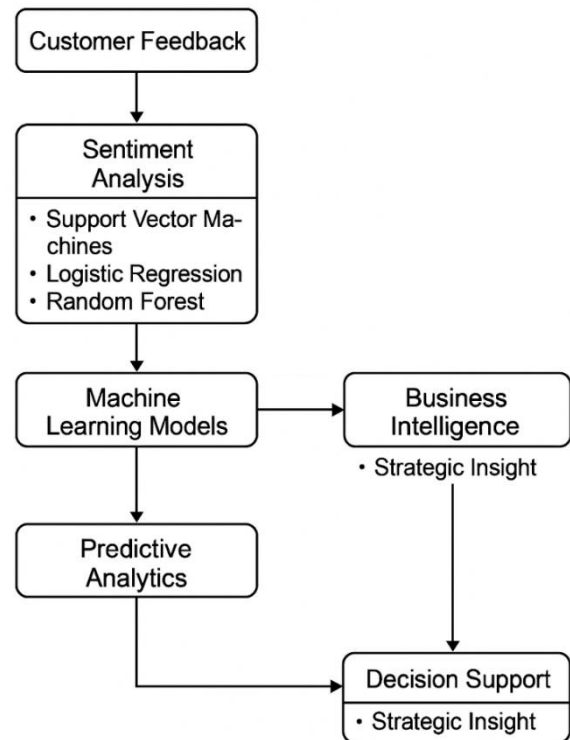 Customer Feedback
Sentiment
Analysis
• Support Vector Ma-
chines
• Logistic Regression
• Random Forest
Machine
Learning Models
Business
Intelligence
• Strategic Insight
Predictive
Analytics
Decision Support
• Strategic Insight